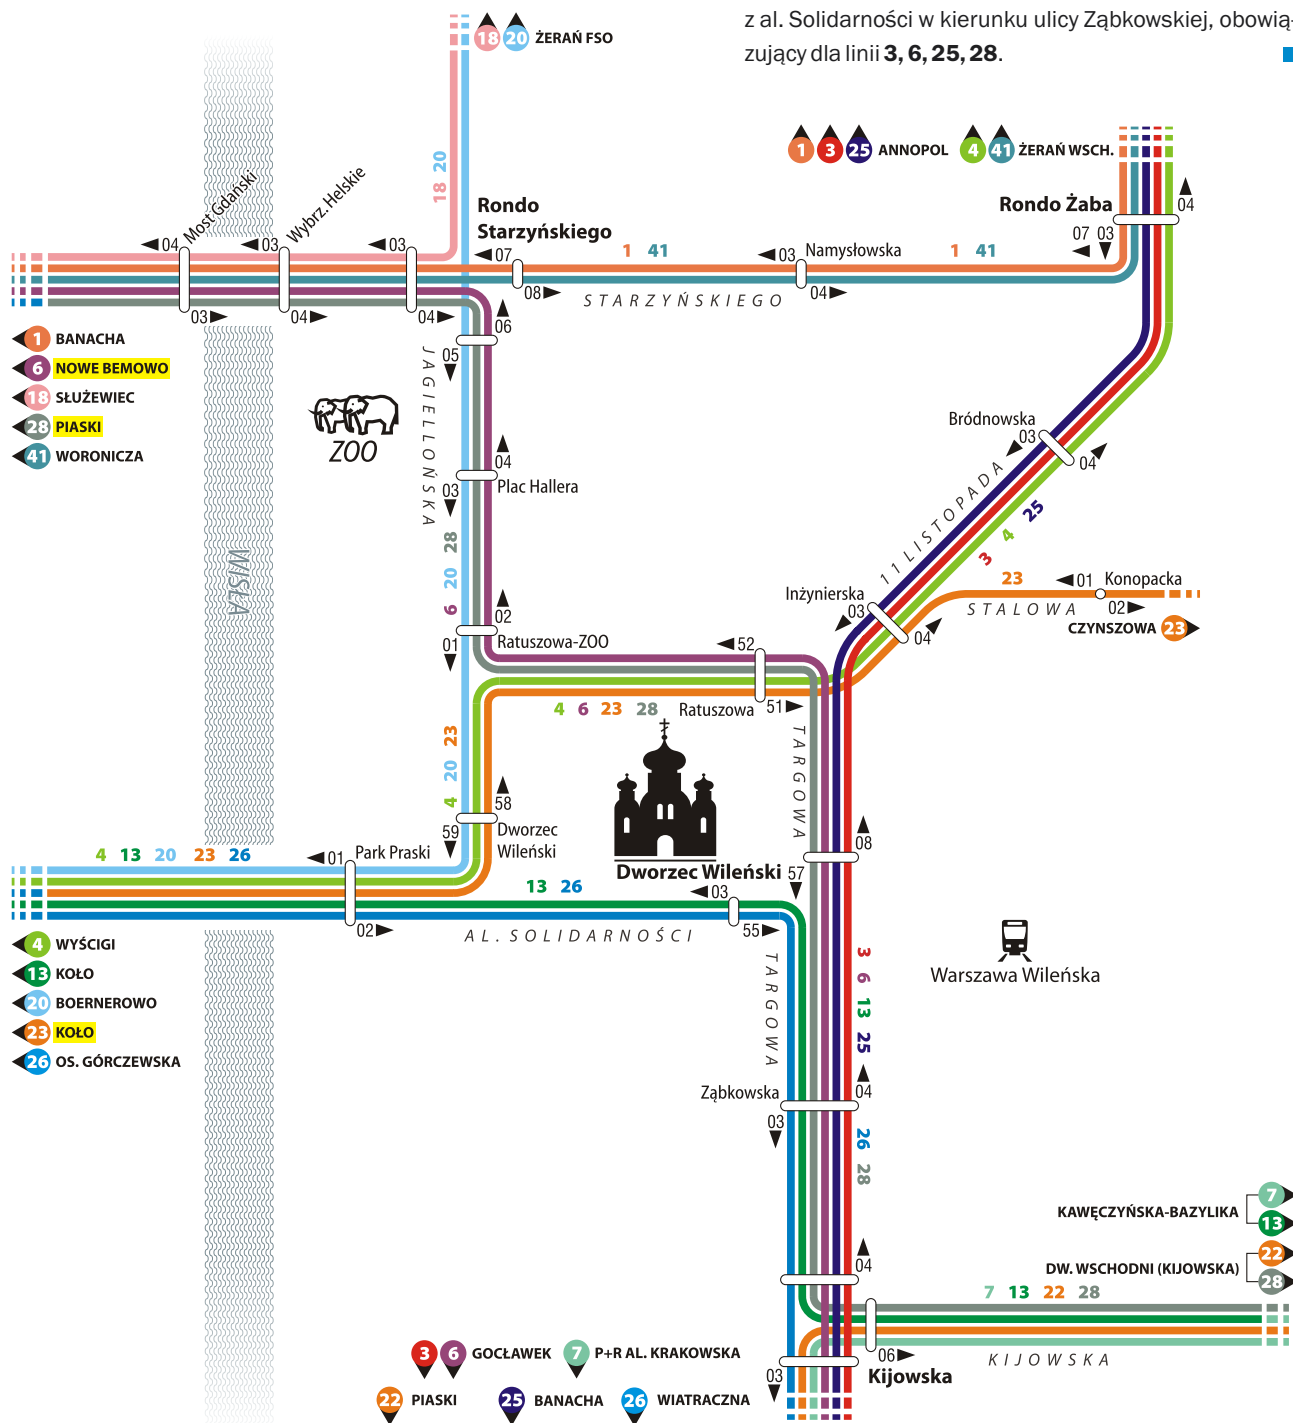 z al. Solidarności w kierunku ulicy Ząbkowskiej, obowią-
zujący dla linii 3, 6, 25, 28.
18 20 ŻERAŃ FSO
1 3 25 ANNOPOL 4 41 ŻERAŃ WSCH.
18 20
Most Gdański
Wybrz. Helskie
Rondo
Starzyńskiego
Rondo Żaba
04
04
03
03
07
1 41
03
Namysłowska
1 41
07 03
03
04
04
08
STARZYŃSKIEGO
04
06
05
1 BANACHA
6 NOWE BEMOWO
18 SŁUŻEWIEC
28 PIASKI
41 WORONICZA
JAGIELLOŃSKA
ZOO
Bródnowska
03
04
04
Plac Hallera
03
11 LISTOPADA
3 4 25
WISŁA
6 20 28
23
01
Konopacka
02
STALOWA
CZYNSZOWA 23
Inżynierska
03
04
02
Ratuszowa-ZOO
01
52
4 6 23 28
Ratuszowa
51
TARGOWA
4 20 23
58
59
Dworzec
Wileński
08
4 13 20 23 26
01
Park Praski
Dworzec Wileński
57
13 26
03
02
AL. SOLIDARNOŚCI
55
4 WYŚCIGI
13 KOŁO
20 BOERNEROWO
23 KOŁO
26 OS. GÓRCZEWSKA
TARGOWA
3 6 13 25
Warszawa Wileńska
Ząbkowska
04
03
26 28
7
KAWĘCZYŃSKA-BAZYLIKA
13
22
DW. WSCHODNI (KIJOWSKA)
28
04
7 13 22 28
06
KIJOWSKA
Kijowska
03
3 6 GOCŁAWEK 7 P+R AL. KRAKOWSKA
22 PIASKI 25 BANACHA 26 WIATRACZNA